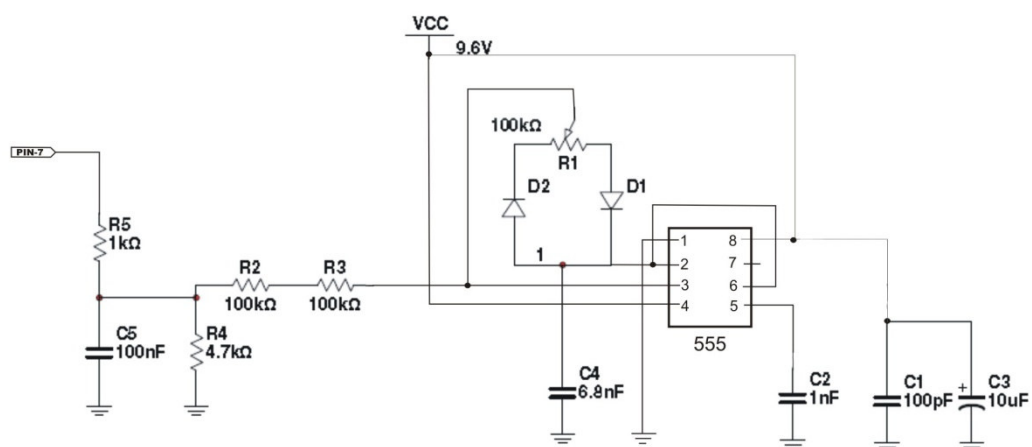 VCC
9.6V
100kΩ
R1
PIN-7
D2
D1
R5
1kΩ
1
1 8
2 7
3 6
4 5
555
R2
100kΩ
R3
100kΩ
C5
100nF
R4
4.7kΩ
C4
6.8nF
C2
1nF
C1
100pF
+
C3
10uF